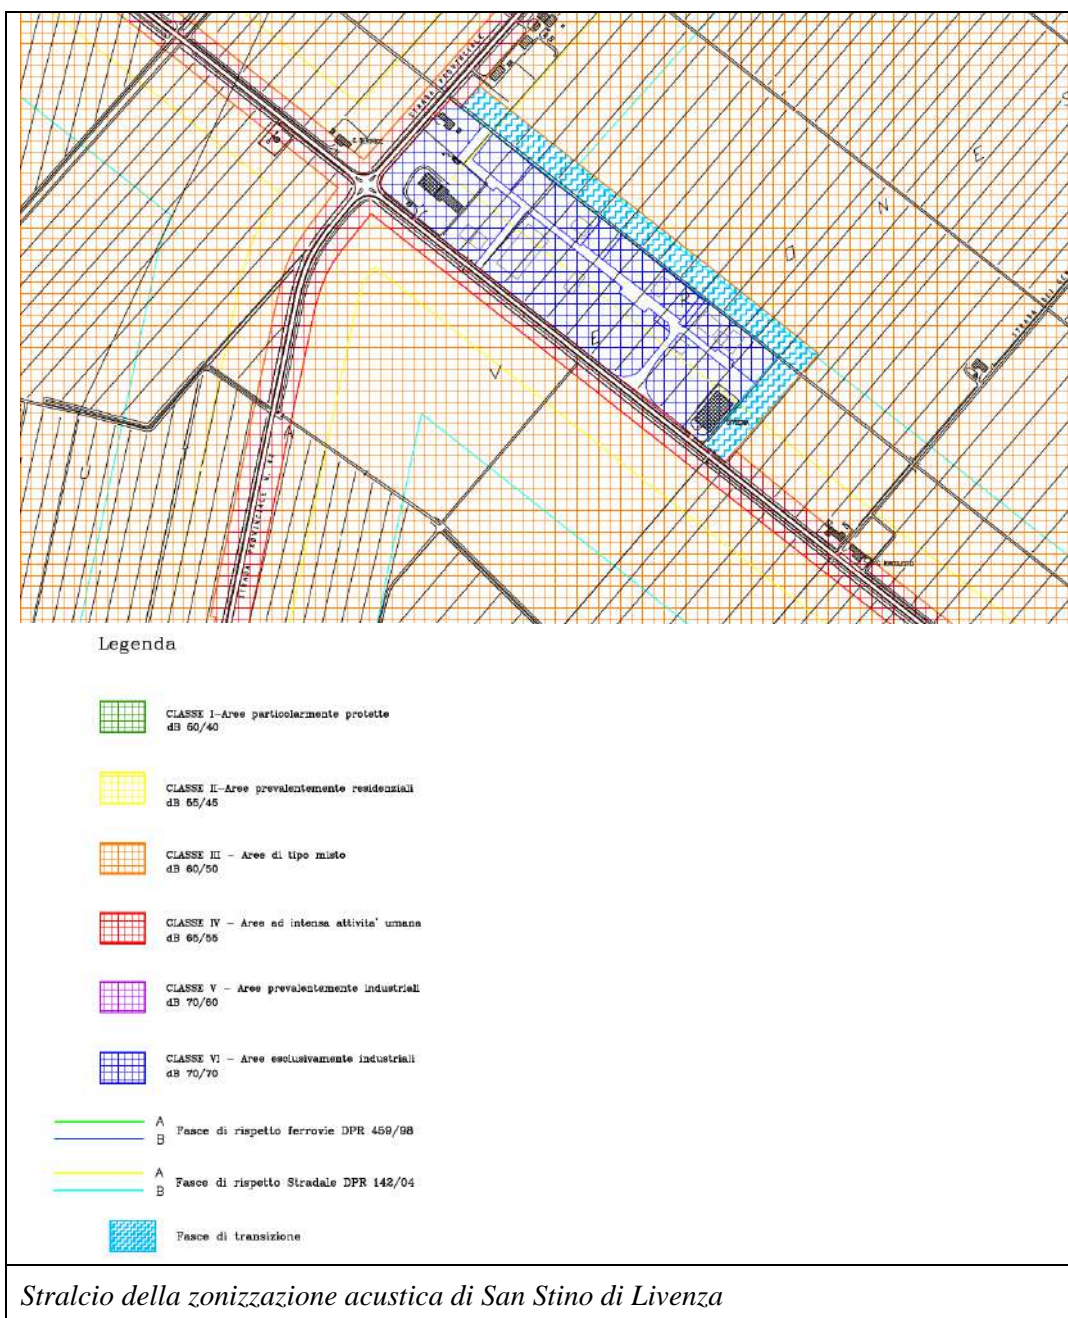 STRADA PROVINCIALE
E
N
D
E
V
A
STRADA PROVINCIALE N.
Legenda
CLASSE I-Aree particolarmente protette
dB 50/40
CLASSE II-Aree prevalentemente residenziali
dB 55/45
CLASSE III - Aree di tipo misto
dB 60/50
CLASSE IV - Aree ad intensa attivita' umana
dB 65/55
CLASSE V - Aree prevalentemente industriali
dB 70/60
CLASSE VI - Aree esclusivamente industriali
dB 70/70
A
B Fasce di rispetto ferrovie DPR 459/98
A
B Fasce di rispetto Stradale DPR 142/04
Fasce di transizione
Stralcio della zonizzazione acustica di San Stino di Livenza